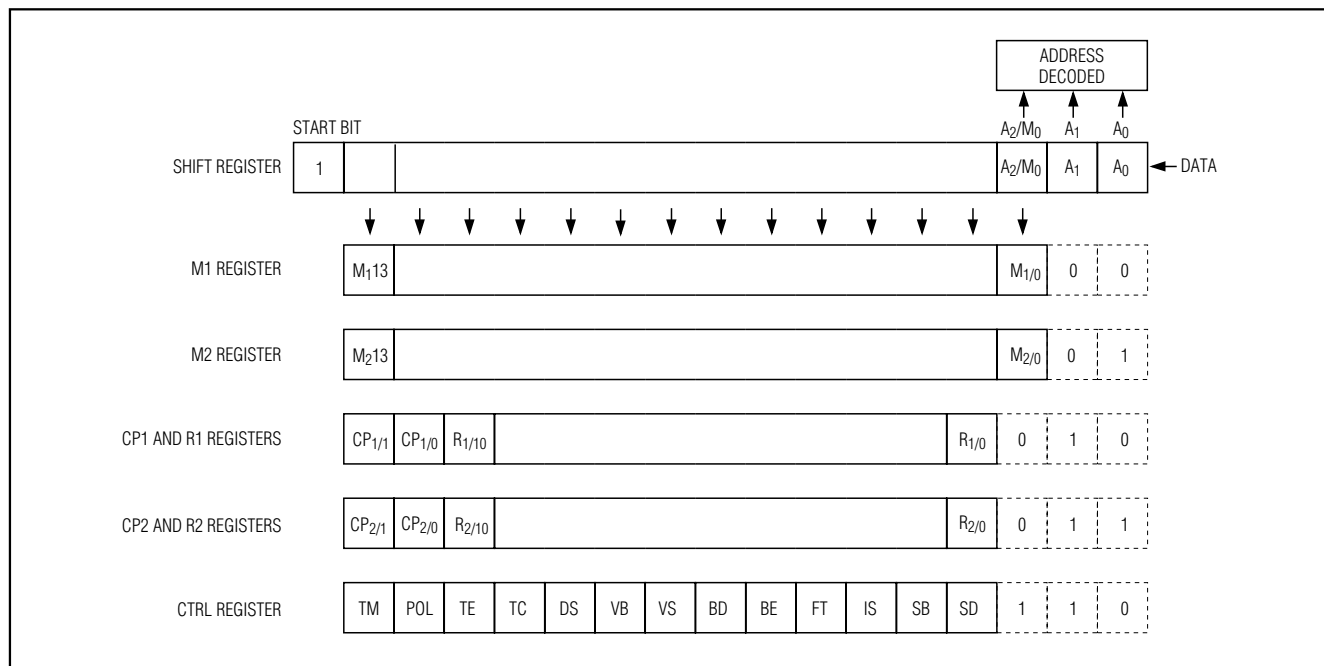 ADDRESS
DECODED
START BIT
A2/M0 A1 A0
SHIFT REGISTER 1 A2/M0 A1 A0 DATA
M1 REGISTER M113 M1/0 0 0
M2 REGISTER M213 M2/0 0 1
CP1 AND R1 REGISTERS CP1/1 CP1/0 R1/10 R1/0 0 1 0
CP2 AND R2 REGISTERS CP2/1 CP2/0 R2/10 R2/0 0 1 1
CTRL REGISTER TM POL TE TC DS VB VS BD BE FT IS SB SD 1 1 0